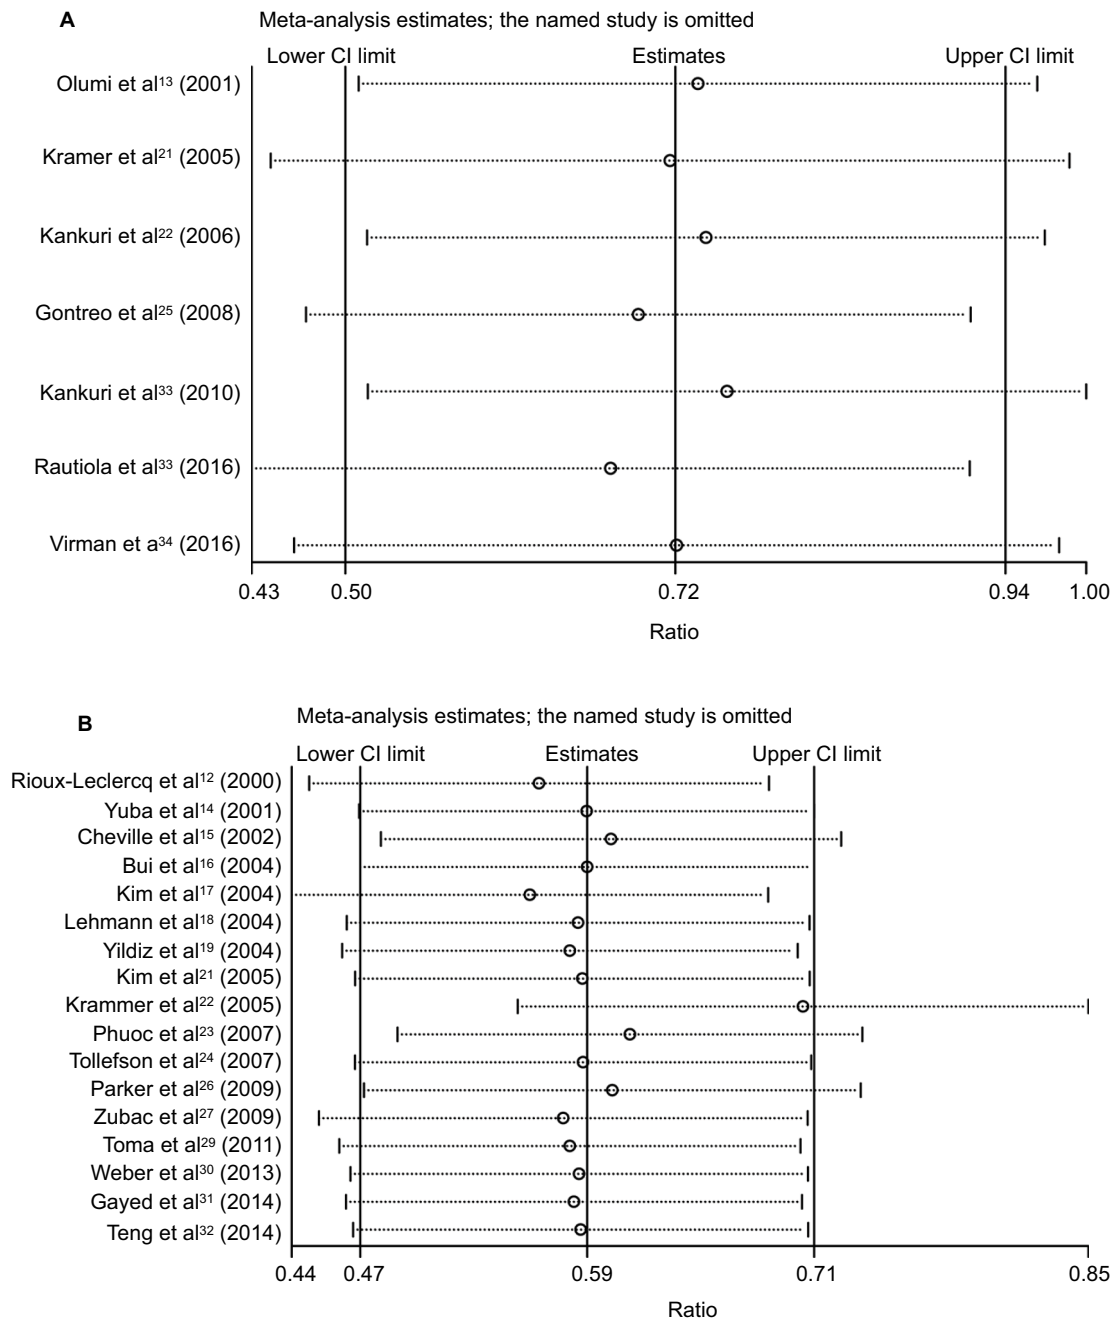 A
Meta-analysis estimates; the named study is omitted
Lower CI limit Estimates Upper CI limit
Olumi et al13 (2001)
Kramer et al21 (2005)
Kankuri et al22 (2006)
Gontreo et al25 (2008)
Kankuri et al33 (2010)
Rautiola et al33 (2016)
Virman et a34 (2016)
0.43 0.50 0.72 0.94 1.00
Ratio
B
Meta-analysis estimates; the named study is omitted
Lower CI limit Estimates Upper CI limit
Rioux-Leclercq et al12 (2000)
Yuba et al14 (2001)
Cheville et al15 (2002)
Bui et al16 (2004)
Kim et al17 (2004)
Lehmann et al18 (2004)
Yildiz et al19 (2004)
Kim et al21 (2005)
Krammer et al22 (2005)
Phuoc et al23 (2007)
Tollefson et al24 (2007)
Parker et al26 (2009)
Zubac et al27 (2009)
Toma et al29 (2011)
Weber et al30 (2013)
Gayed et al31 (2014)
Teng et al32 (2014)
0.44 0.47 0.59 0.71 0.85
Ratio